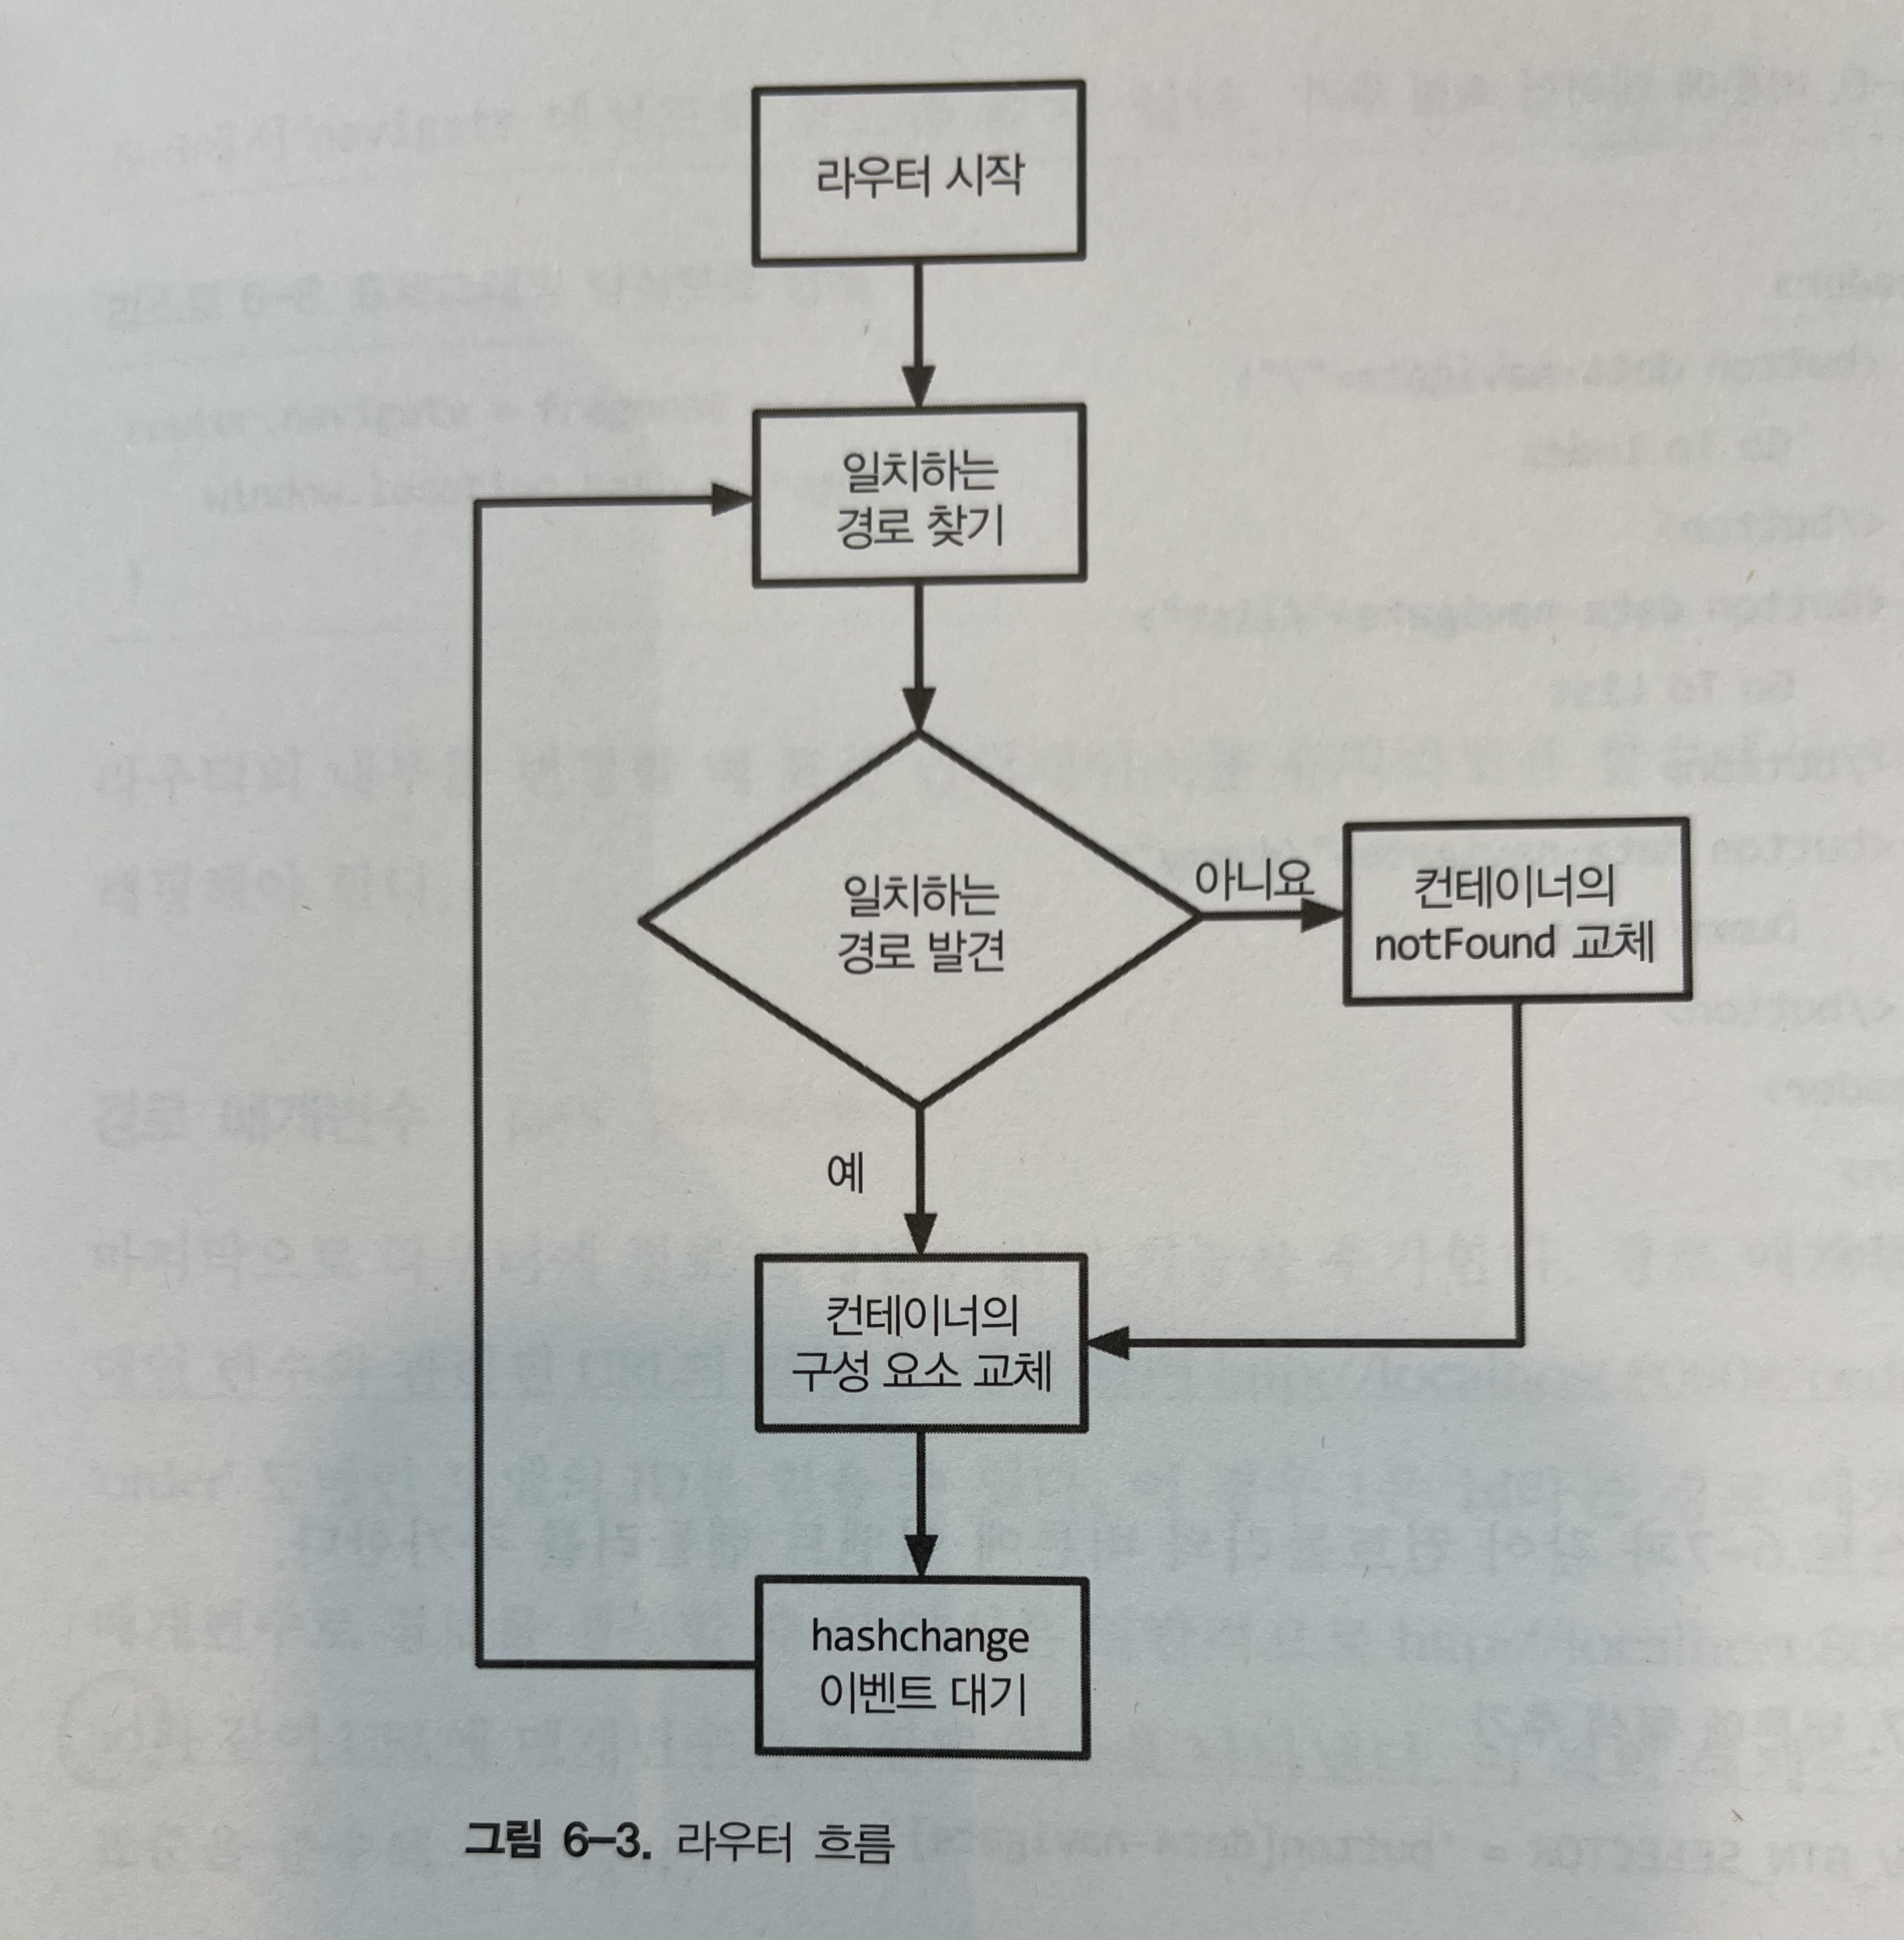 라우터 시작
일치하는
경로 찾기
일치하는
경로 발견
아니요
컨테이너의
notFound 교체
예
컨테이너의
구성 요소 교체
hashchange
이벤트 대기
그림 6-3. 라우터 흐름